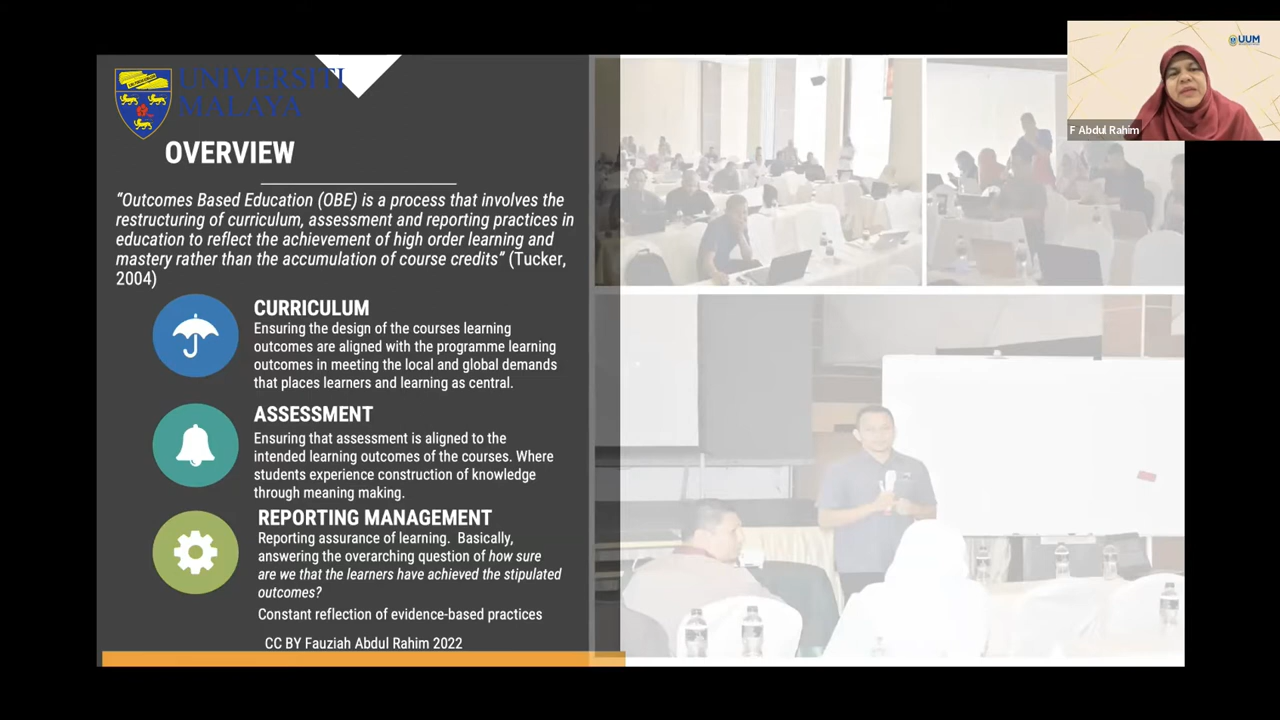 UNIVERSITI
MALAYA
OVERVIEW
“Outcomes Based Education (OBE) is a process that involves the
restructuring of curriculum, assessment and reporting practices in
education to reflect the achievement of high order learning and
mastery rather than the accumulation of course credits” (Tucker,
2004)
CURRICULUM
Ensuring the design of the courses learning
outcomes are aligned with the programme learning
outcomes in meeting the local and global demands
that places learners and learning as central.
ASSESSMENT
Ensuring that assessment is aligned to the
intended learning outcomes of the courses. Where
students experience construction of knowledge
through meaning making.
REPORTING MANAGEMENT
Reporting assurance of learning. Basically,
answering the overarching question of how sure
are we that the learners have achieved the stipulated
outcomes?
Constant reflection of evidence-based practices
CC BY Fauziah Abdul Rahim 2022
UUM
F Abdul Rahim